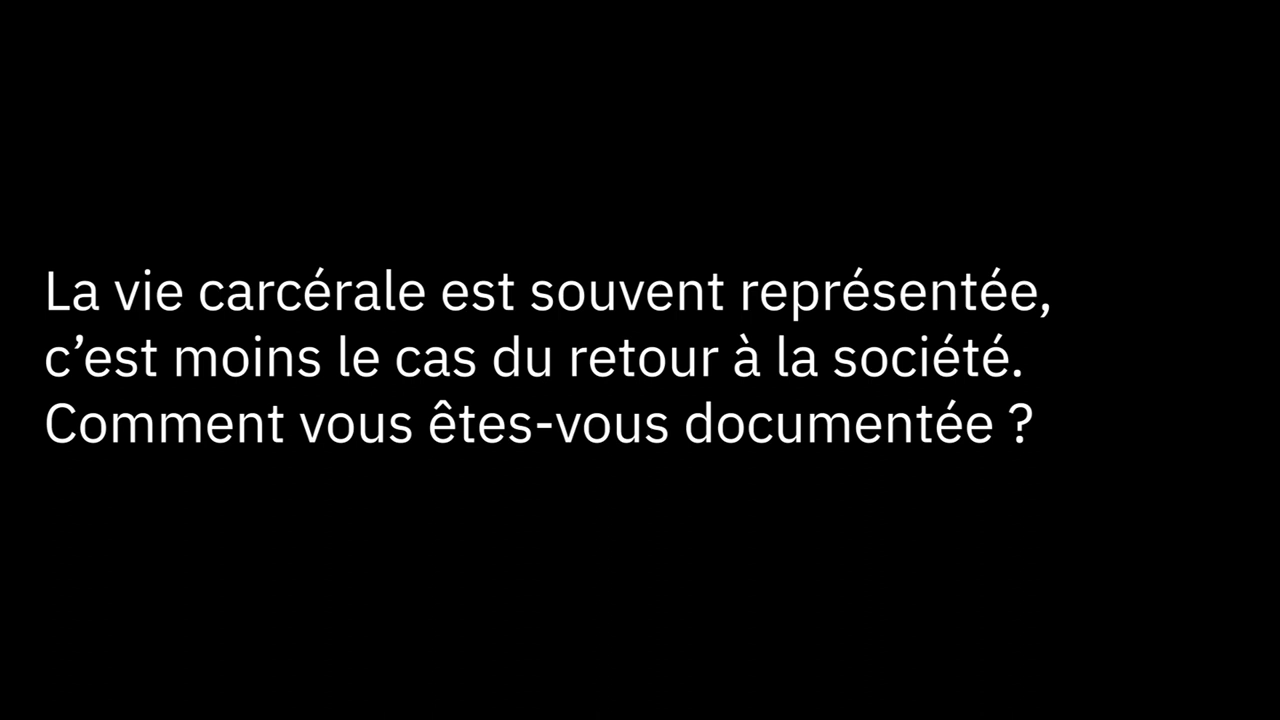 La vie carcérale est souvent représentée,
c’est moins le cas du retour à la société.
Comment vous êtes-vous documentée ?